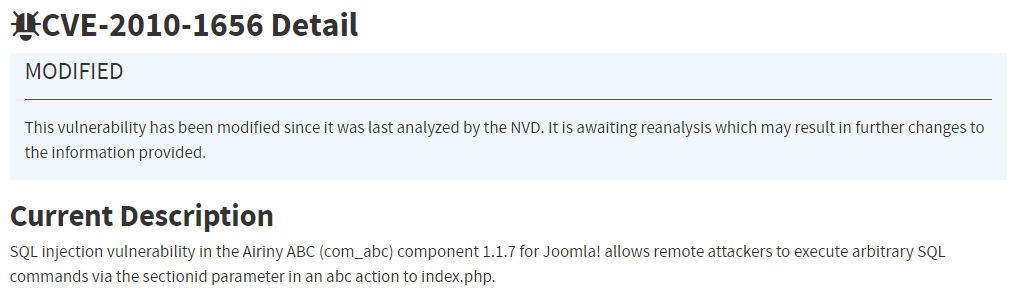 CVE-2010-1656 Detail
MODIFIED
This vulnerability has been modified since it was last analyzed by the NVD. It is awaiting reanalysis which may result in further changes to
the information provided.
Current Description
SQL injection vulnerability in the Airiny ABC (com_abc) component 1.1.7 for Joomla! allows remote attackers to execute arbitrary SQL
commands via the sectionid parameter in an abc action to index.php.